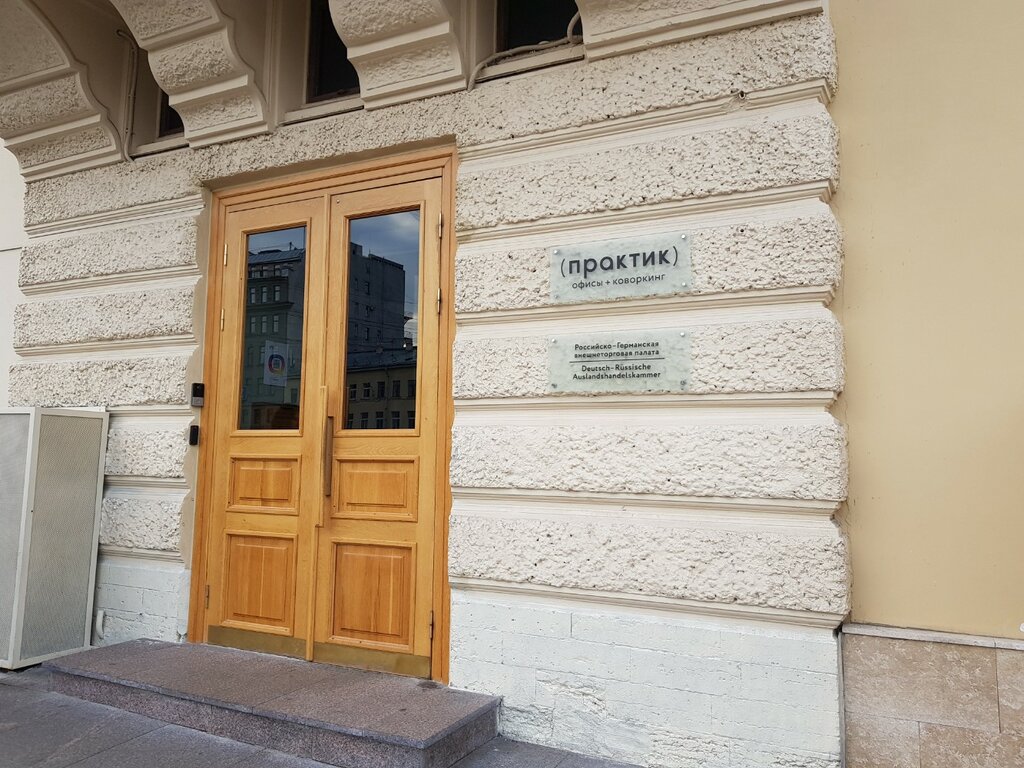 (практик)
офисы + коворкинг
Российско-Германская
внешнеторговая палата
Deutsch-Russische
Auslandshandelskammer